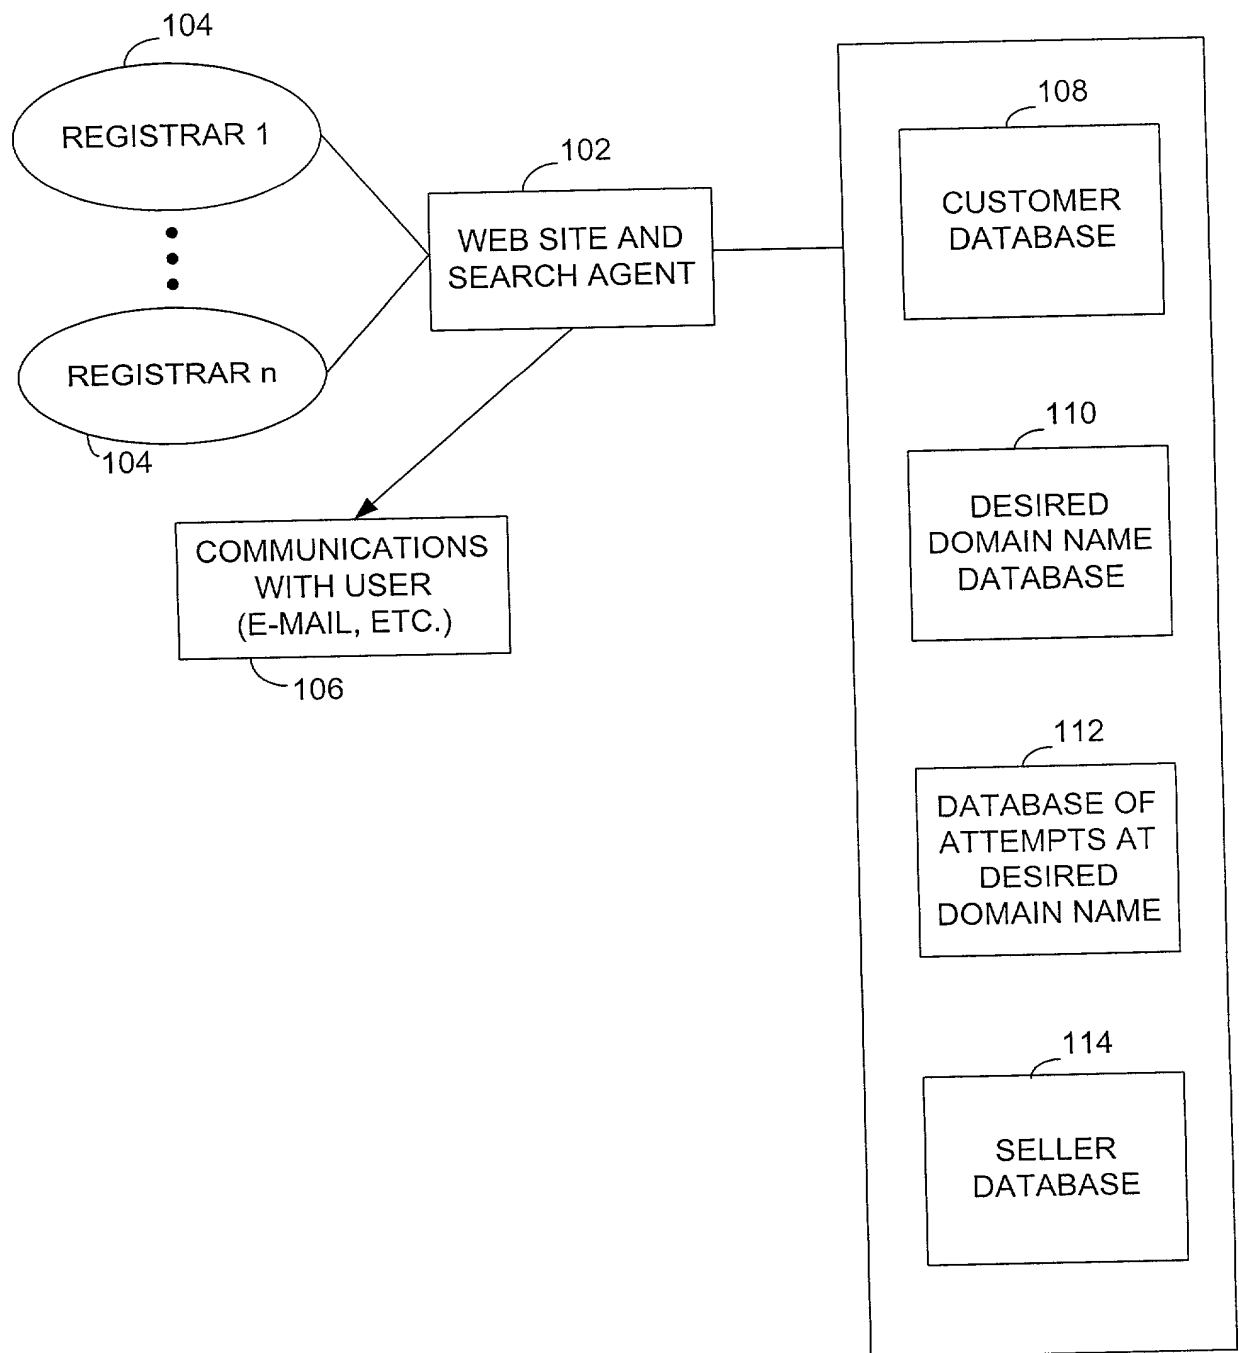 104
REGISTRAR 1
REGISTRAR n
104
102
WEB SITE AND
SEARCH AGENT
COMMUNICATIONS
WITH USER
(E-MAIL, ETC.)
106
108
CUSTOMER
DATABASE
110
DESIRED
DOMAIN NAME
DATABASE
112
DATABASE OF
ATTEMPTS AT
DESIRED
DOMAIN NAME
114
SELLER
DATABASE